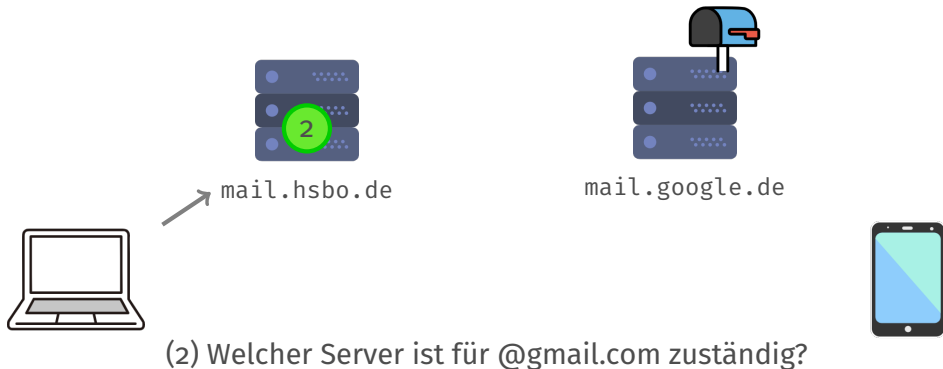 2
mail.hsbo.de
mail.google.de
(2) Welcher Server ist für @gmail.com zuständig?